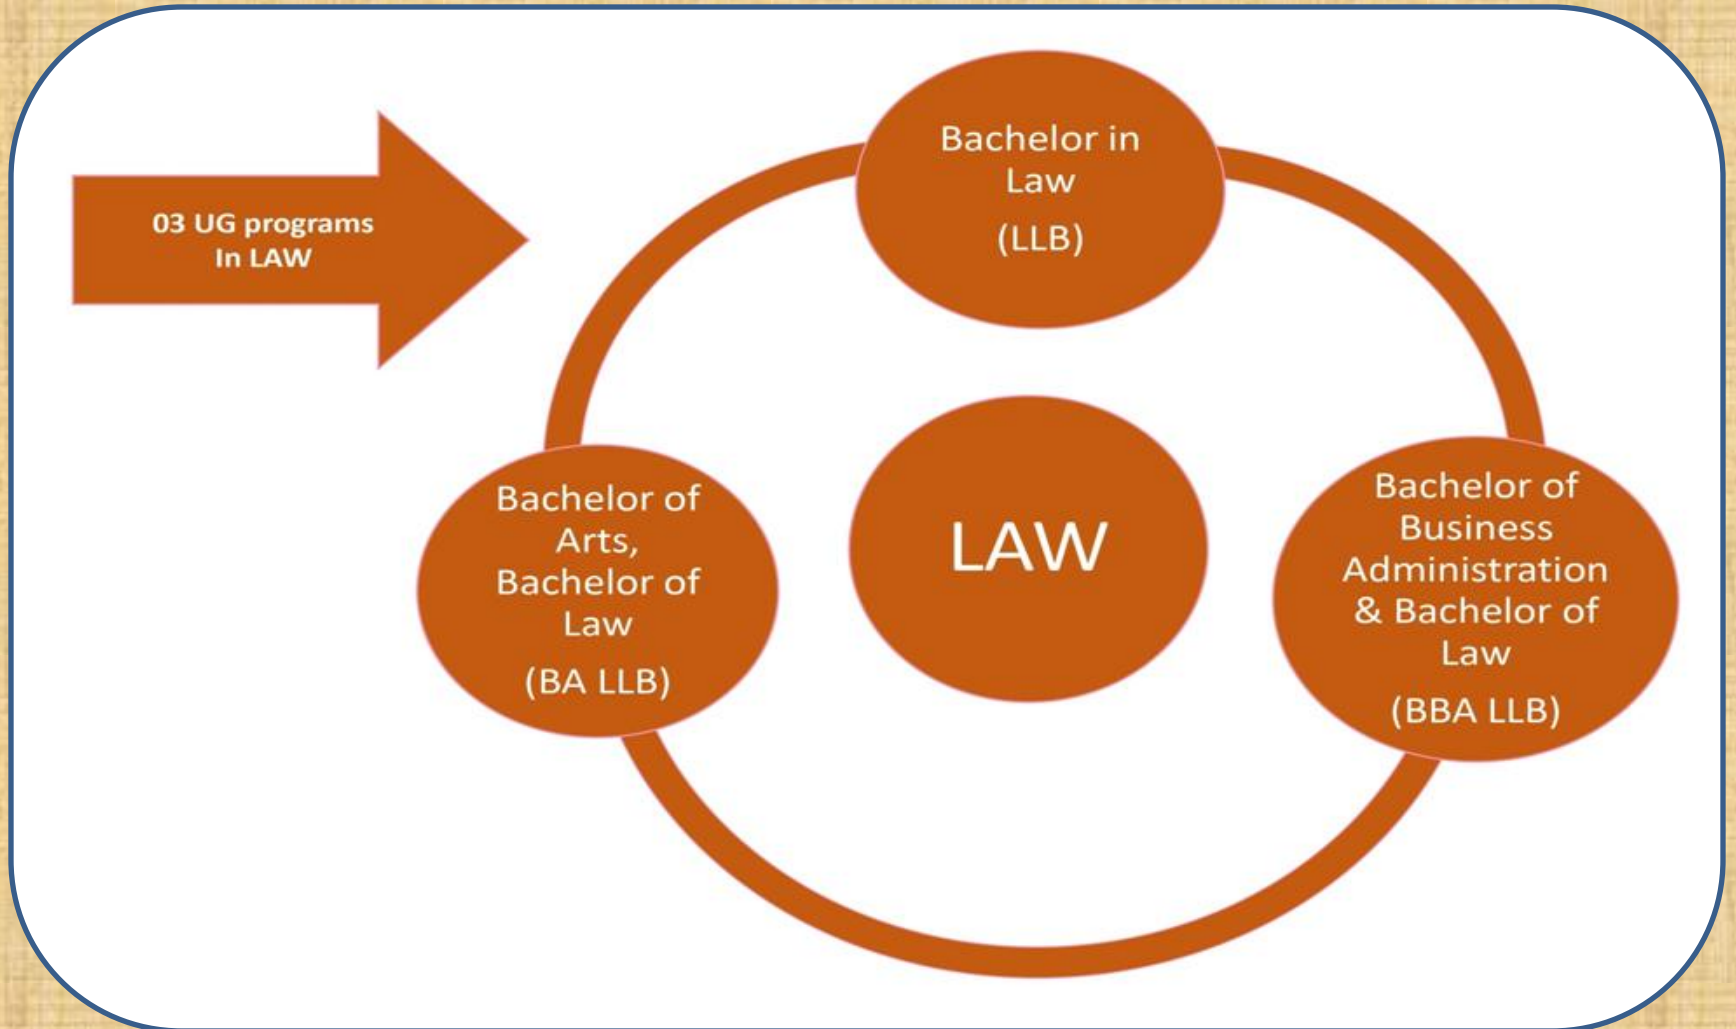 03 UG programs
In LAW
Bachelor in
Law
(LLB)
Bachelor of
Arts,
Bachelor of
Law
(BA LLB)
LAW
Bachelor of
Business
Administration
& Bachelor of
Law
(BBA LLB)